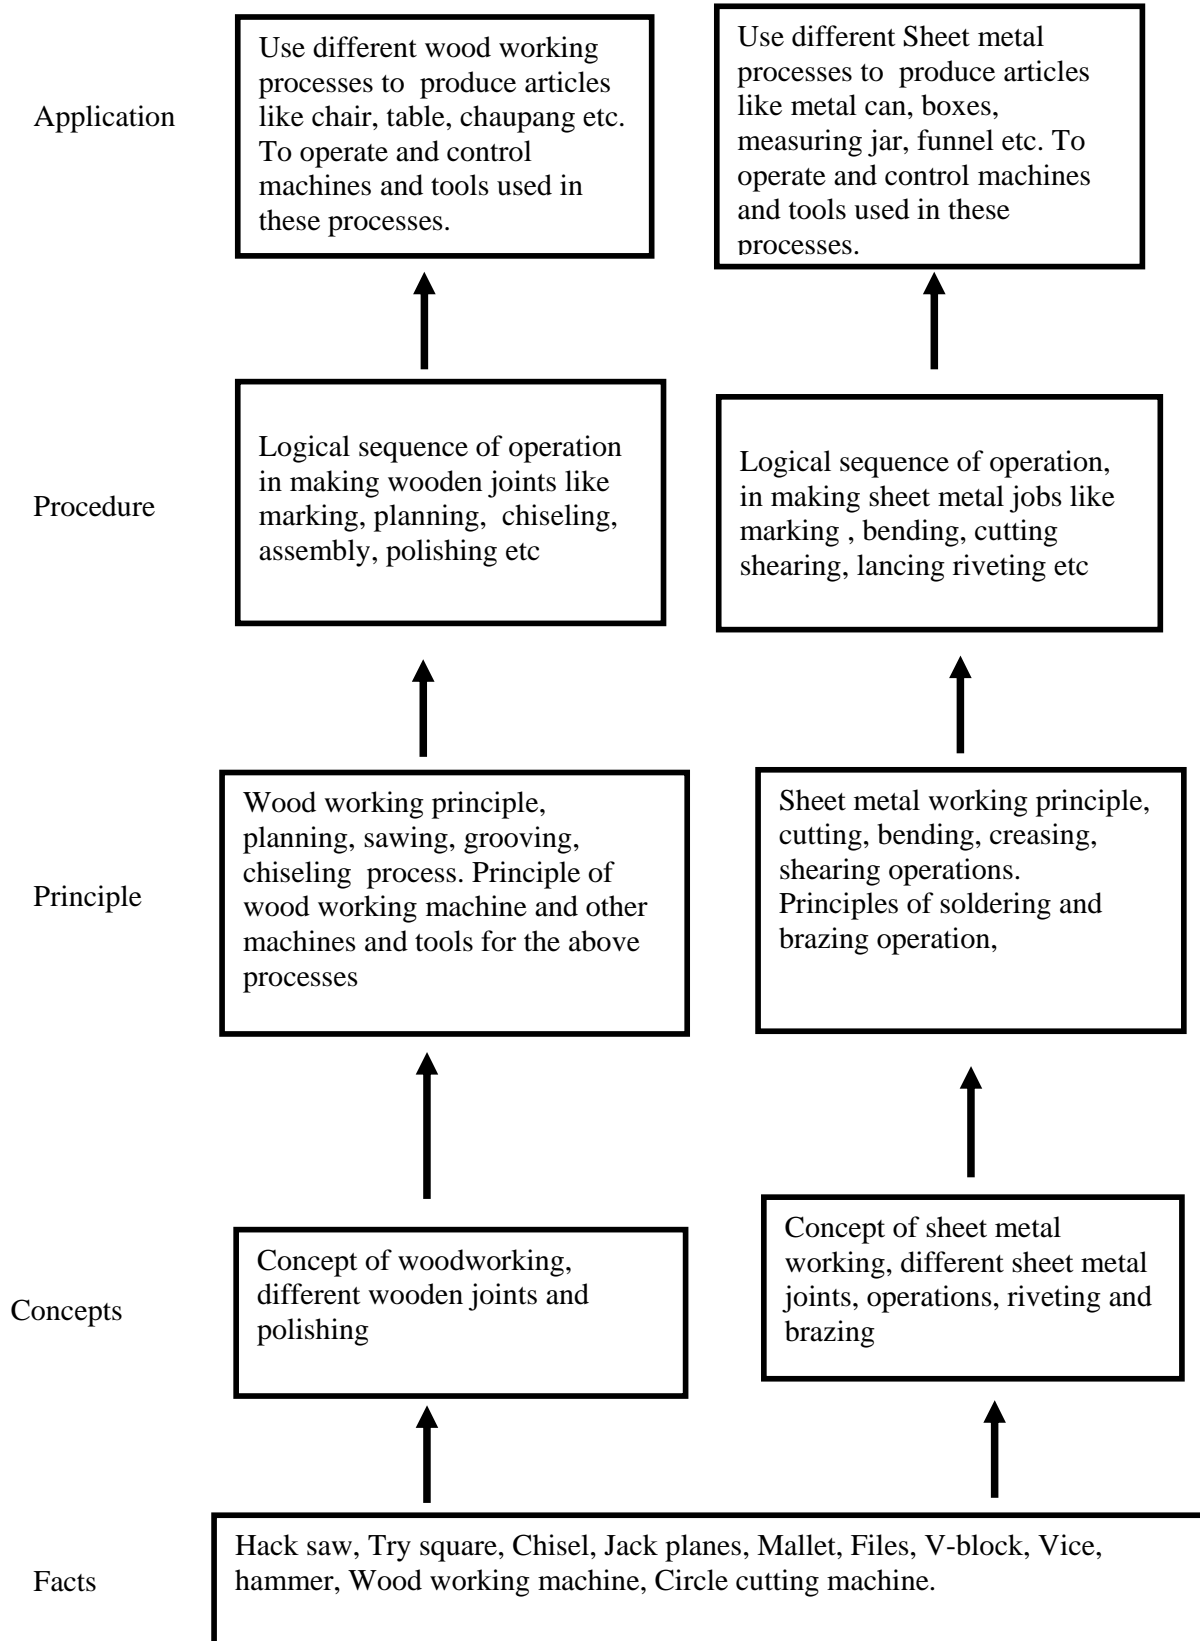 Application
Use different wood working
processes to  produce articles
like chair, table, chaupang etc.
To operate and control
machines and tools used in
these processes.
Use different Sheet metal
processes to  produce articles
like metal can, boxes,
measuring jar, funnel etc. To
operate and control machines
and tools used in these
processes.
Procedure
Logical sequence of operation
in making wooden joints like
marking, planning,  chiseling,
assembly, polishing etc
Logical sequence of operation,
in making sheet metal jobs like
marking , bending, cutting
shearing, lancing riveting etc
Principle
Wood working principle,
planning, sawing, grooving,
chiseling  process. Principle of
wood working machine and other
machines and tools for the above
processes
Sheet metal working principle,
cutting, bending, creasing,
shearing operations.
Principles of soldering and
brazing operation,
Concepts
Concept of woodworking,
different wooden joints and
polishing
Concept of sheet metal
working, different sheet metal
joints, operations, riveting and
brazing
Facts
Hack saw, Try square, Chisel, Jack planes, Mallet, Files, V-block, Vice,
hammer, Wood working machine, Circle cutting machine.